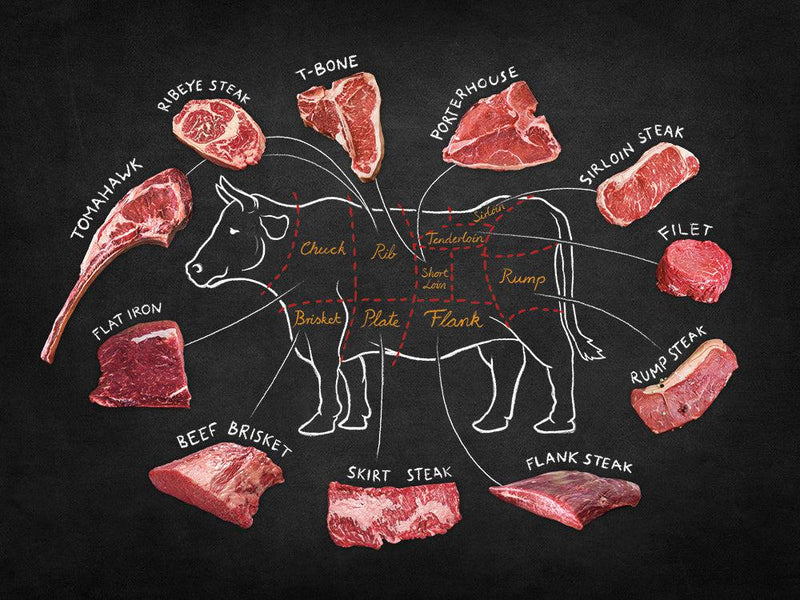 T-BONE
PORTERHOUSE
RIBEYE STEAK
SIRLOIN STEAK
TOMAHAWK
FILET
Sirloin
Tenderloin
Chuck
Rib
Short
Loin
Rump
Brisket
Plate
Flank
FLAT IRON
RUMP STEAK
BEEF BRISKET
SKIRT STEAK
FLANK STEAK